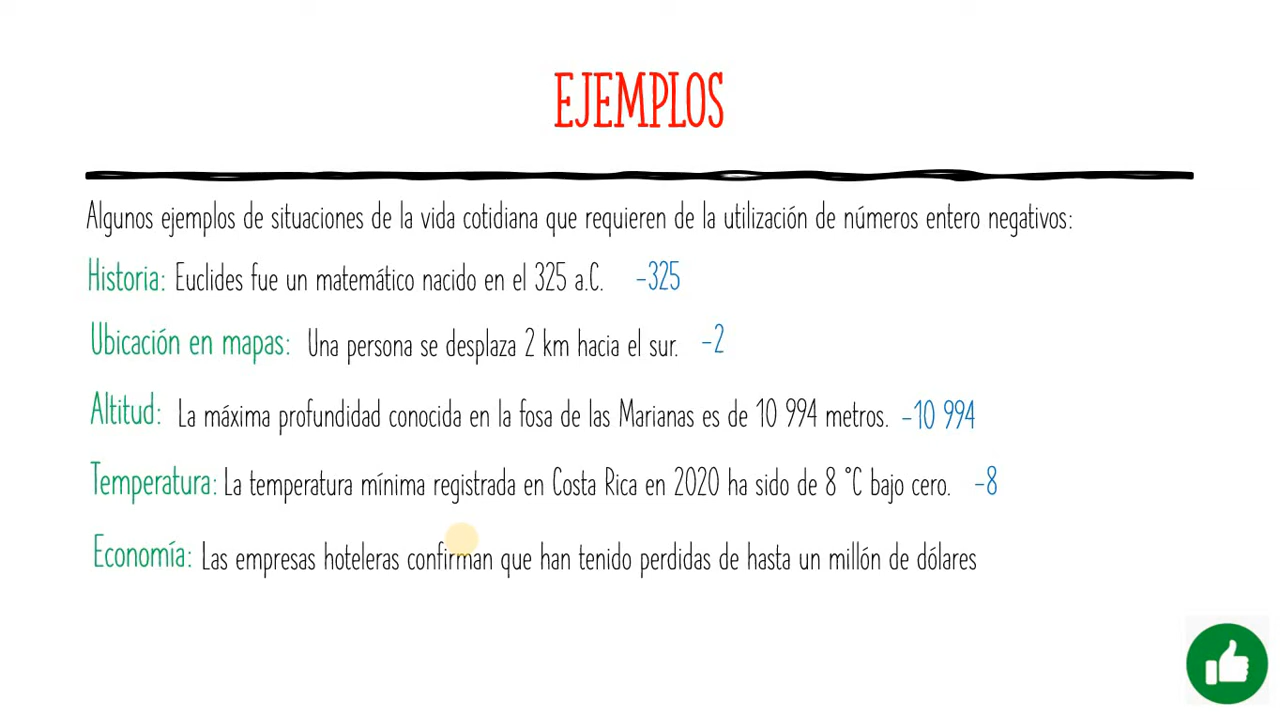 EJEMPLOS
Algunos ejemplos de situaciones de la vida cotidiana que requieren de la utilización de números entero negativos:
Historia: Euclides fue un matemático nacido en el 325 a.C. -325
Ubicación en mapas: Una persona se desplaza 2 km hacia el sur. -2
Altitud: La máxima profundidad conocida en la fosa de las Marianas es de 10 994 metros. -10 994
Temperatura: La temperatura mínima registrada en Costa Rica en 2020 ha sido de 8 °C bajo cero. -8
Economía: Las empresas hoteleras confirman que han tenido perdidas de hasta un millón de dólares